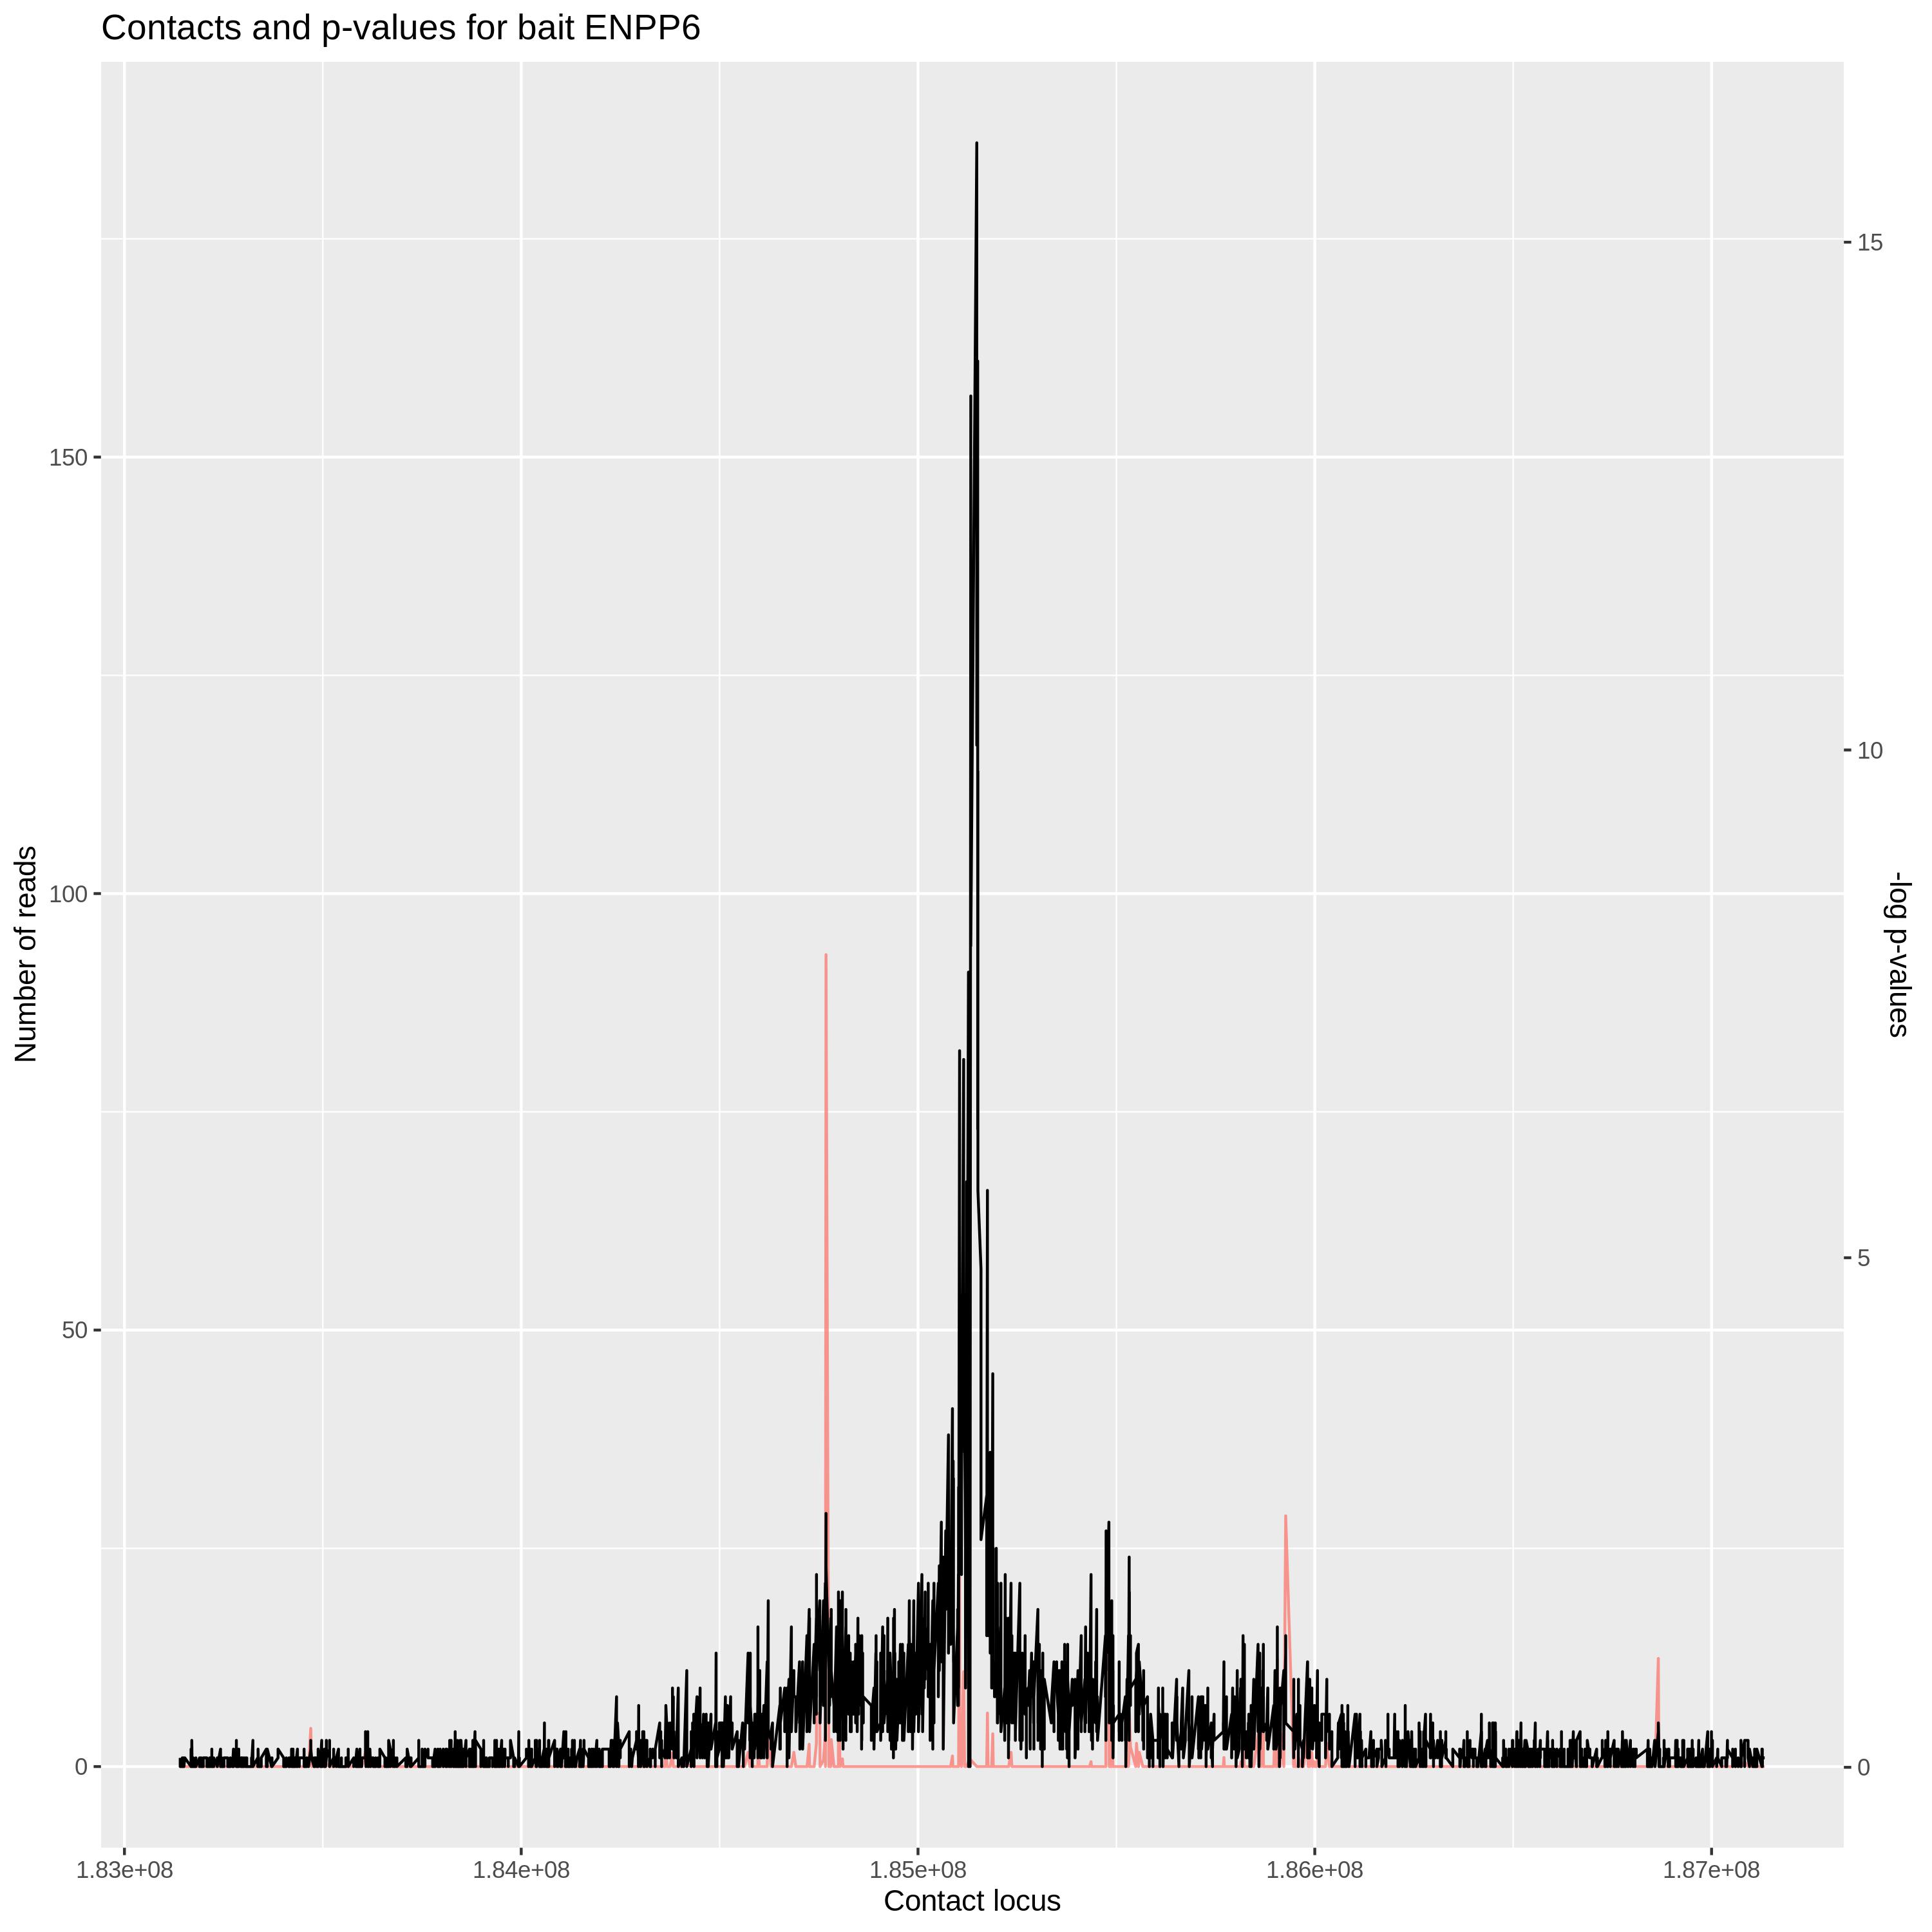 Contacts and p-values for bait ENPP6
Number of reads
150
100
50
0
15
10
5
0
-log p-values
1.83e+08
1.84e+08
1.85e+08
1.86e+08
1.87e+08
Contact locus